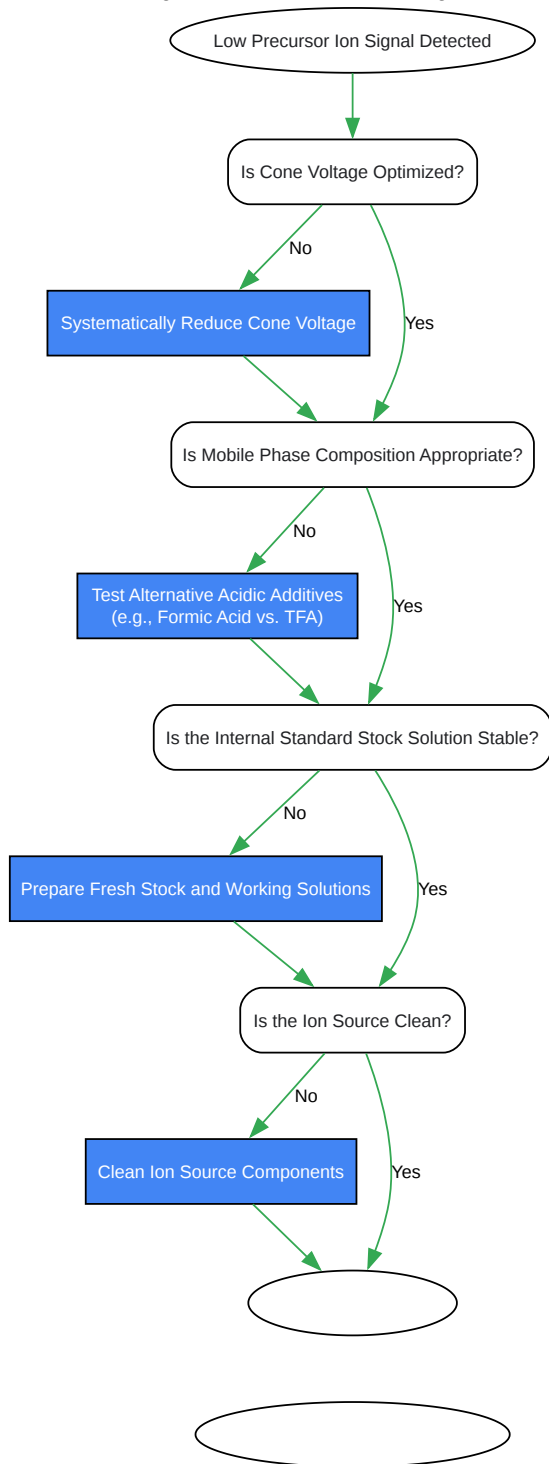 Low Precursor Ion Signal Detected
Is Cone Voltage Optimized?
No
Systematically Reduce Cone Voltage
Yes
Is Mobile Phase Composition Appropriate?
No
Test Alternative Acidic Additives
(e.g., Formic Acid vs. TFA)
Yes
Is the Internal Standard Stock Solution Stable?
No
Prepare Fresh Stock and Working Solutions
Yes
Is the Ion Source Clean?
No
Clean Ion Source Components
Yes